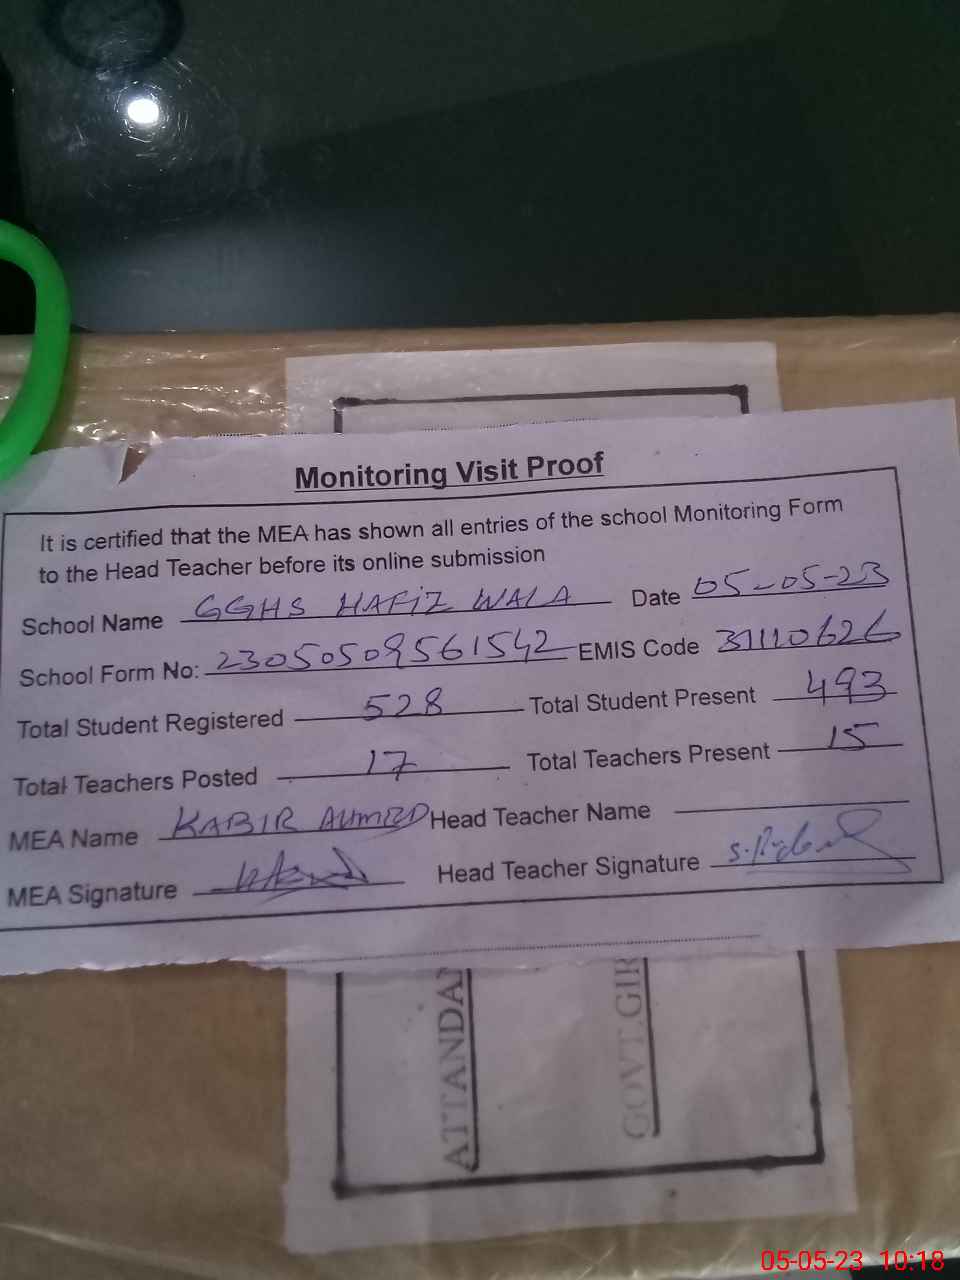 Monitoring Visit Proof
It is certified that the MEA has shown all entries of the school Monitoring Form
to the Head Teacher before its online submission
School Name GGHS HAFIZ WALA Date 05-05-23
School Form No: 23050509561542 EMIS Code 31110626
Total Student Registered 528 Total Student Present 493
Total Teachers Posted 17 Total Teachers Present 15
MEA Name KABIR AHMED Head Teacher Name
MEA Signature Head Teacher Signature
ATTANDAN
GOVT.GIR
05-05-23 10:18